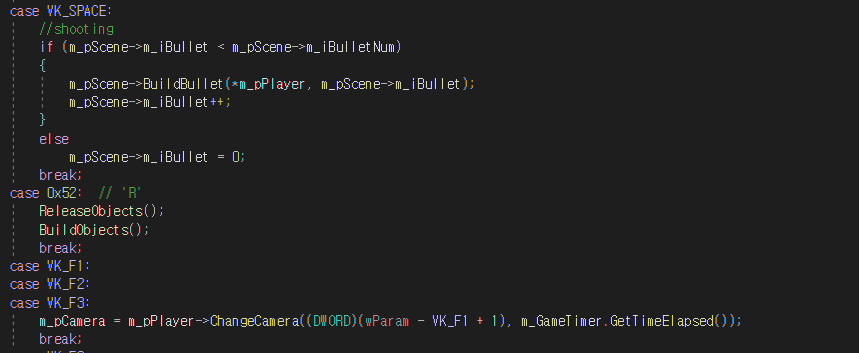 case VK_SPACE:
//shooting
if (m_pScene->m_iBullet < m_pScene->m_iBulletNum)
{
m_pScene->BuildBullet(*m_pPlayer, m_pScene->m_iBullet);
m_pScene->m_iBullet++;
}
else
m_pScene->m_iBullet = 0;
break;
case 0x52: // 'R'
ReleaseObjects();
BuildObjects();
break;
case VK_F1:
case VK_F2:
case VK_F3:
m_pCamera = m_pPlayer->ChangeCamera((DWORD)(wParam - VK_F1 + 1), m_GameTimer.GetTimeElapsed());
break;